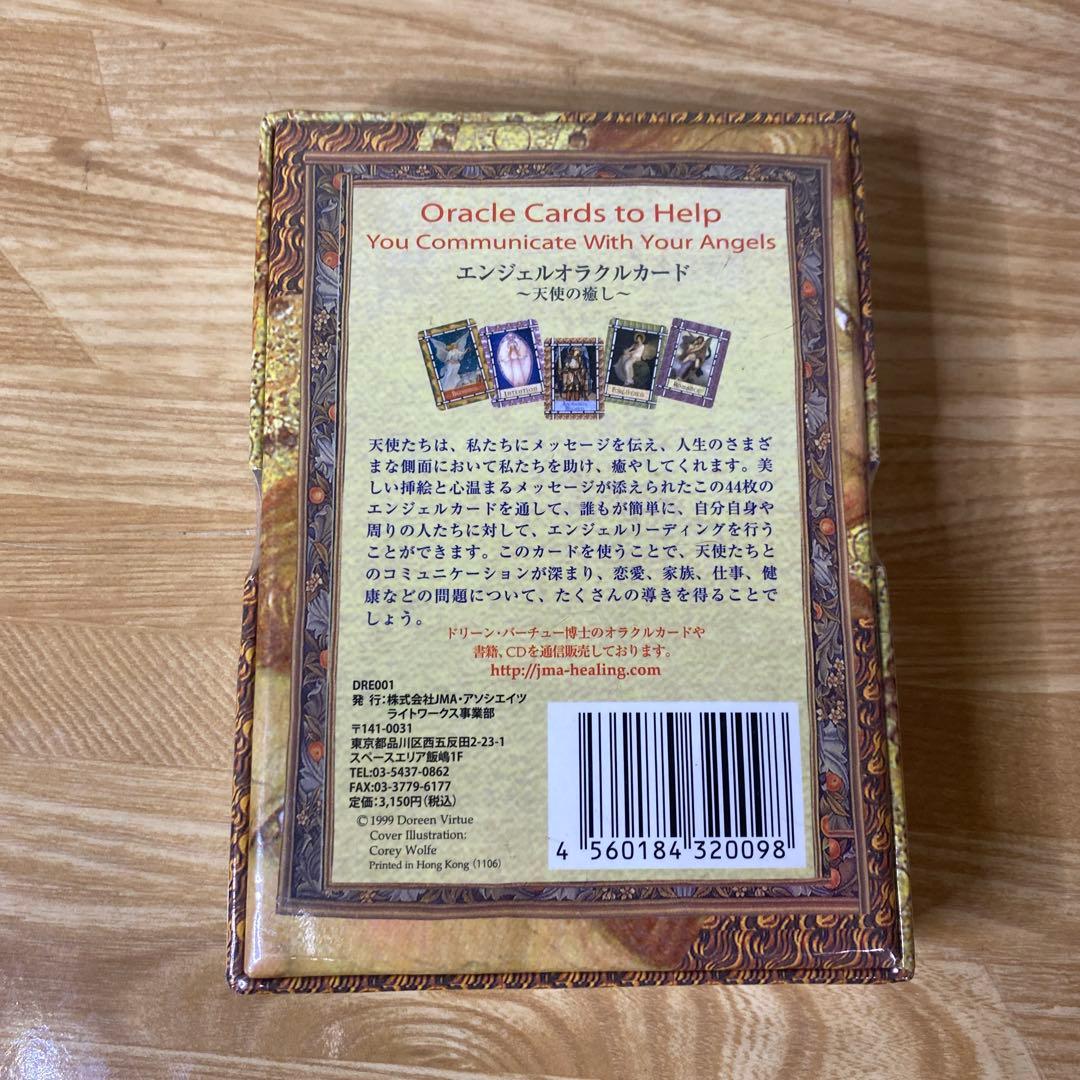 Oracle Cards to Help
You Communicate With Your Angels
エンジェルオラクルカード
～天使の癒し～
INTENTION
ROMANCE
天使たちは、私たちにメッセージを伝え、人生のさまざ
まな側面において私たちを助け、癒やしてくれます。美
しい挿絵と心温まるメッセージが添えられたこの44枚の
エンジェルカードを通して、誰もが簡単に、自分自身や
周りの人たちに対して、エンジェルリーディングを行う
ことができます。このカードを使うことで、天使たちと
のコミュニケーションが深まり、恋愛、家族、仕事、健
康などの問題について、たくさんの導きを得ることで
しょう。
ドリーン・バーチュー博士のオラクルカードや
書籍、CDを通信販売しております。
http://jma-healing.com
DRE001
発 行：株式会社JMA・アソシエイツ
ライトワークス事業部
〒141-0031
東京都品川区西五反田2-23-1
スペースエリア飯嶋1F
TEL:03-5437-0862
FAX:03-3779-6177
定価：3,150円（税込）
© 1999 Doreen Virtue
Cover Illustration:
Corey Wolfe
Printed in Hong Kong (1106)
4 560184 320098